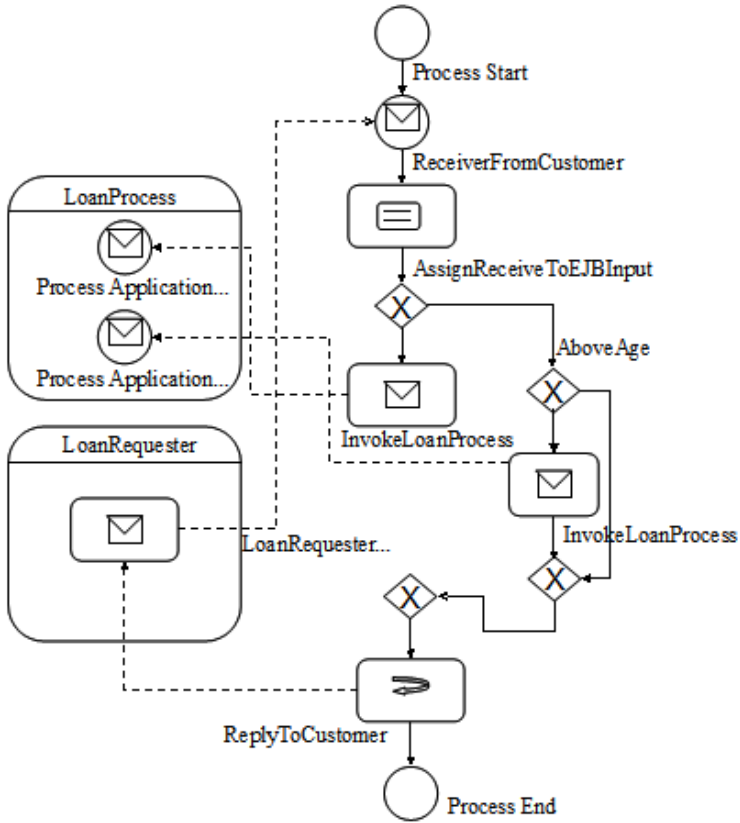 Process Start
ReceiverFromCustomer
LoanProcess
Process Application...
Process Application...
AssignReceiveToEJBInput
X
AboveAge
X
InvokeLoanProcess
LoanRequester
LoanRequester...
InvokeLoanProcess
X
X
ReplyToCustomer
Process End